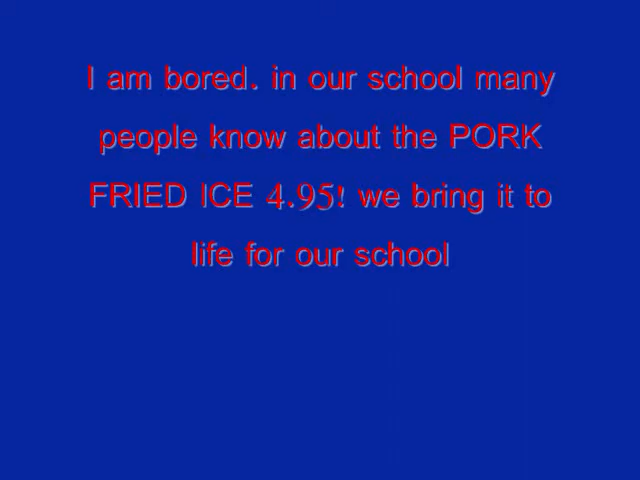 I am bored. in our school many
people know about the PORK
FRIED ICE 4.95! we bring it to
life for our school